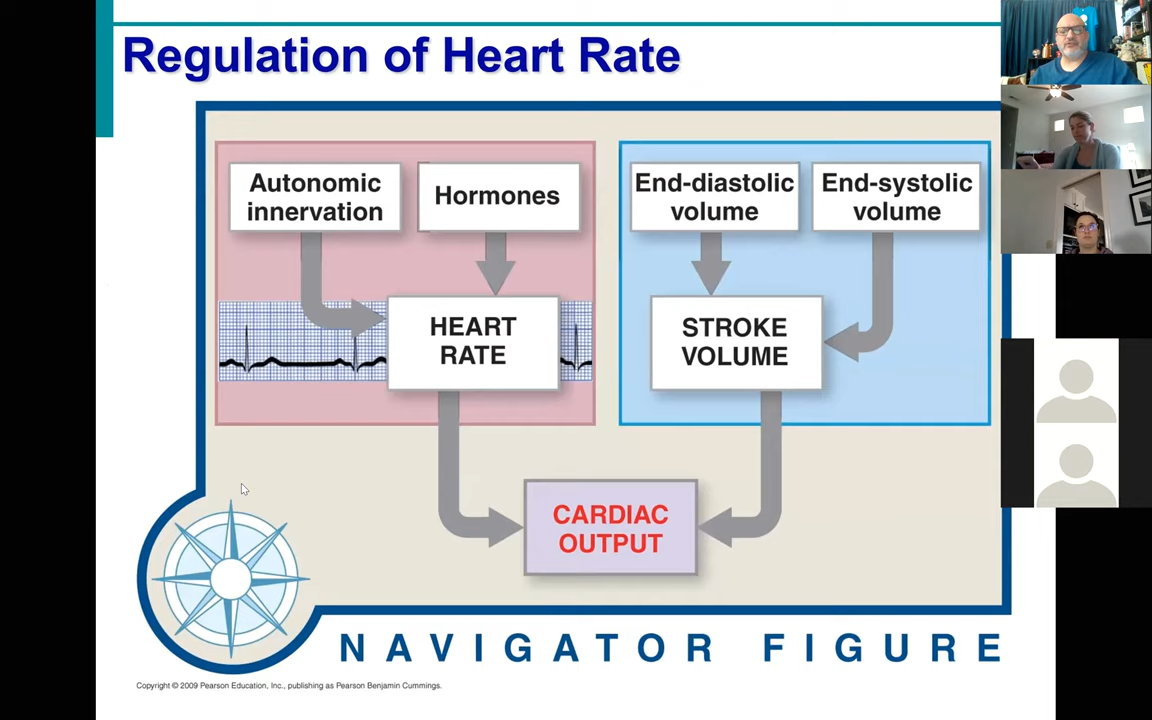 Regulation of Heart Rate
Autonomic
innervation
Hormones
End-diastolic
volume
End-systolic
volume
HEART
RATE
STROKE
VOLUME
CARDIAC
OUTPUT
NAVIGATOR FIGURE
Copyright © 2009 Pearson Education, Inc., publishing as Pearson Benjamin Cummings.